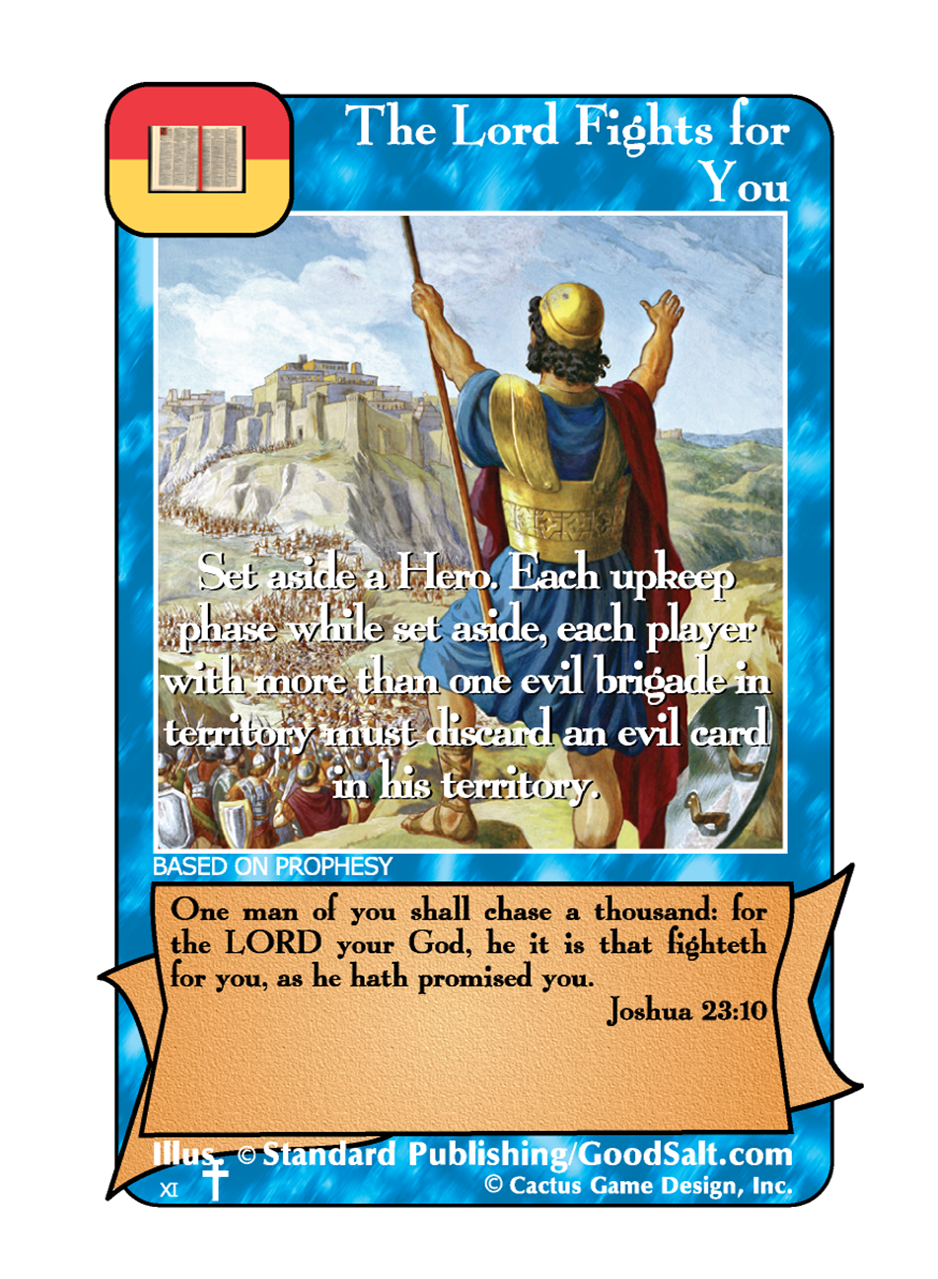 The Lord Fights for
You
Set aside a Hero. Each upkeep
phase while set aside, each player
with more than one evil brigade in
territory must discard an evil card
in his territory.
BASED ON PROPHESY
One man of you shall chase a thousand: for
the LORD your God, he it is that fighteth
for you, as he hath promised you.
Joshua 23:10
Illus. © Standard Publishing/GoodSalt.com
XI
© Cactus Game Design, Inc.